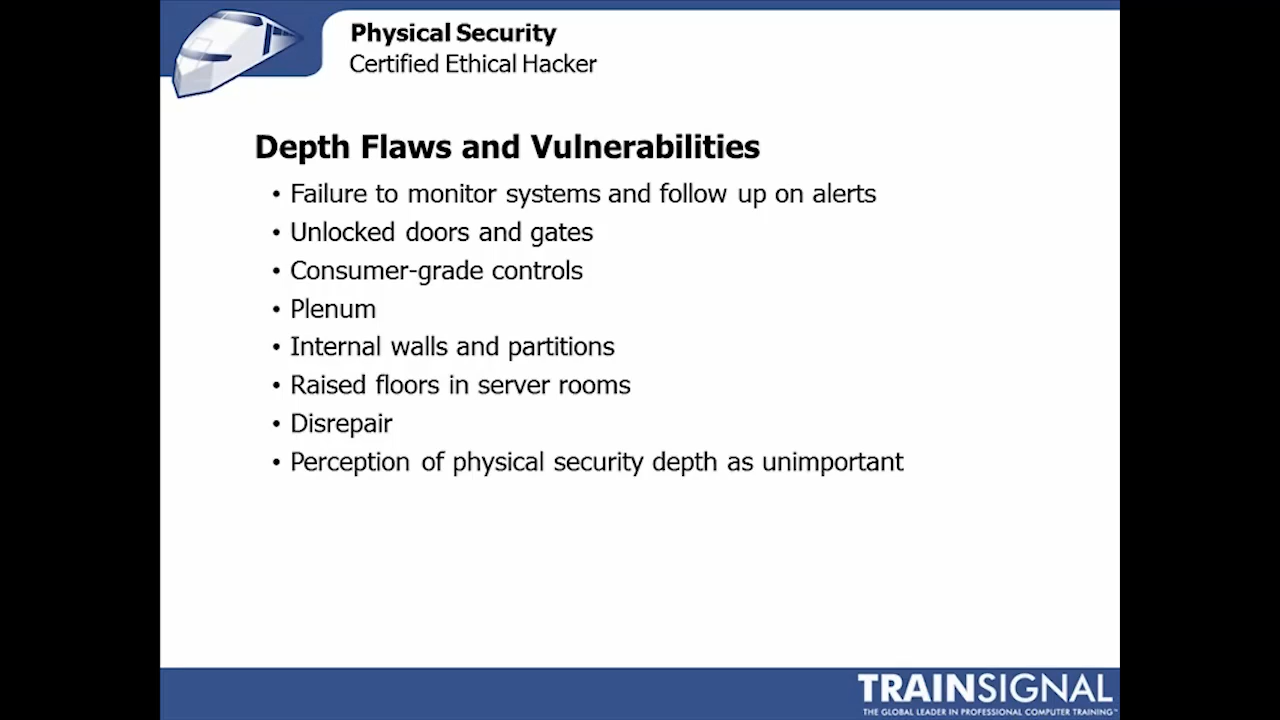 Physical Security
Certified Ethical Hacker
Depth Flaws and Vulnerabilities
• Failure to monitor systems and follow up on alerts
• Unlocked doors and gates
• Consumer-grade controls
• Plenum
• Internal walls and partitions
• Raised floors in server rooms
• Disrepair
• Perception of physical security depth as unimportant
TRAINSIGNAL
THE GLOBAL LEADER IN PROFESSIONAL COMPUTER TRAINING™